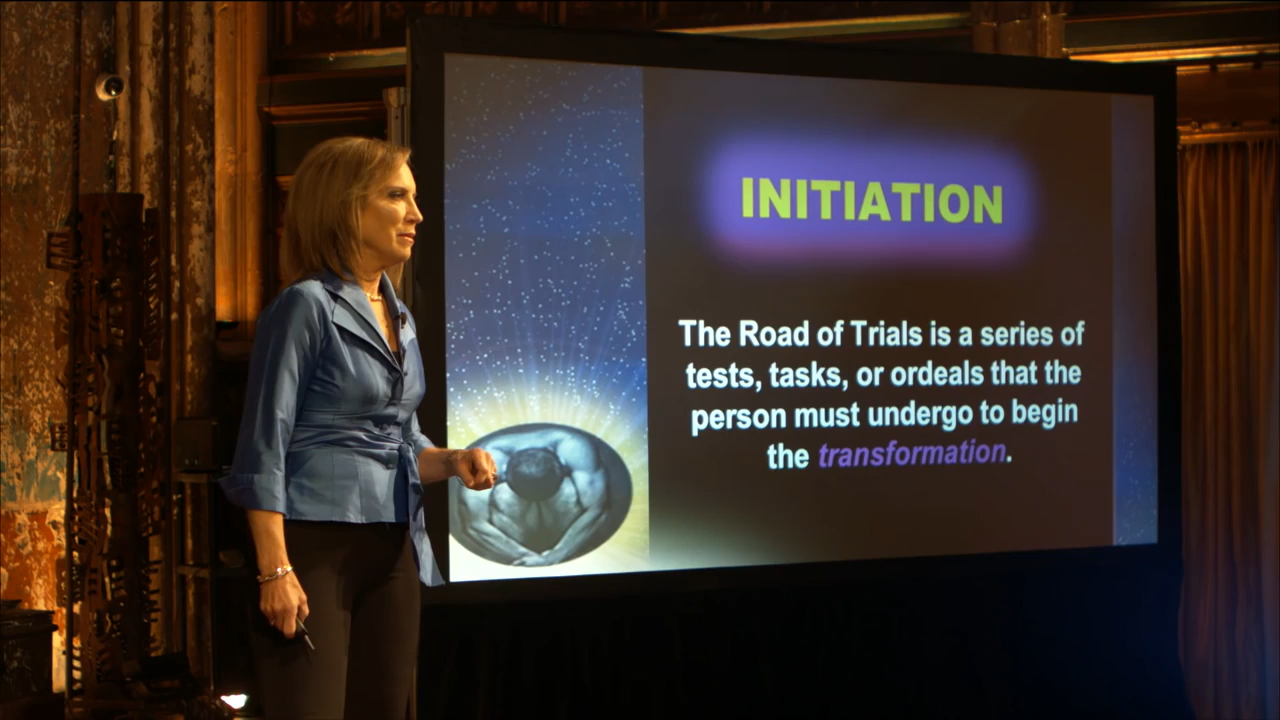 INITIATION
The Road of Trials is a series of
tests, tasks, or ordeals that the
person must undergo to begin
the transformation.